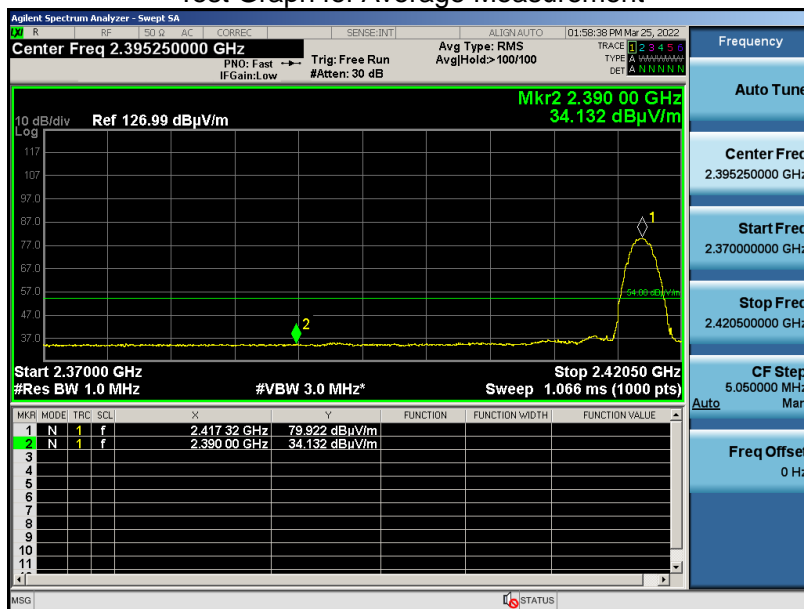 Test Graph for Average Measurement
Agilent Spectrum Analyzer - Swept SA
LXI R RF 50 Ω AC CORREC SENSE:INT ALIGN AUTO 01:58:38 PM Mar 25, 2022
Center Freq 2.395250000 GHz
PNO: Fast
IFGain:Low
Trig: Free Run
#Atten: 30 dB
Avg Type: RMS
Avg|Hold:>100/100
TRACE 1 2 3 4 5 6
TYPE A WWWWW
DET A N N N N N
Mkr2 2.390 00 GHz
34.132 dBµV/m
10 dB/div Ref 126.99 dBµV/m
Log
117
107
97.0
87.0
77.0
67.0
57.0
47.0
37.0
1
54.00 dBµV/m
2
Start 2.37000 GHz Stop 2.42050 GHz
#Res BW 1.0 MHz #VBW 3.0 MHz* Sweep 1.066 ms (1000 pts)
MKR MODE TRC SCL X Y FUNCTION FUNCTION WIDTH FUNCTION VALUE
1 N 1 f 2.417 32 GHz 79.922 dBµV/m
2 N 1 f 2.390 00 GHz 34.132 dBµV/m
3
4
5
6
7
8
9
10
11
MSG STATUS
Frequency
Auto Tune
Center Freq
2.395250000 GHz
Start Freq
2.370000000 GHz
Stop Freq
2.420500000 GHz
CF Step
5.050000 MHz
Auto Man
Freq Offset
0 Hz